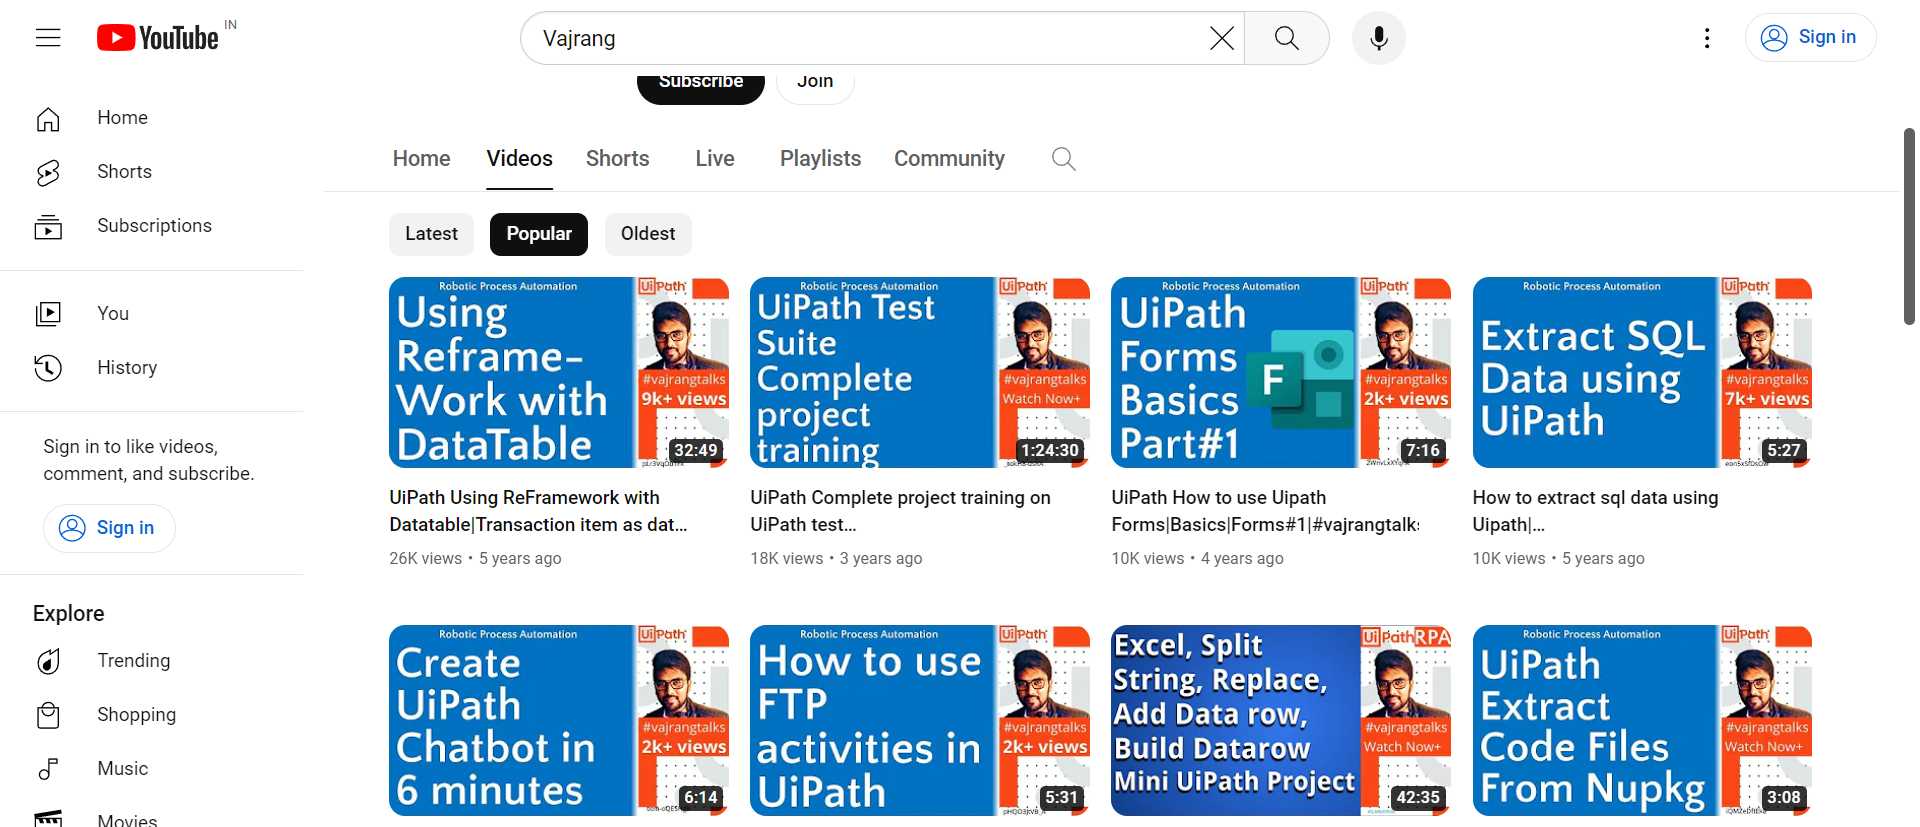 YouTube IN
Vajrang
Sign in
Subscribe
Join
Home
Shorts
Subscriptions
You
History
Sign in to like videos,
comment, and subscribe.
Sign in
Explore
Trending
Shopping
Music
Movies
Home Videos Shorts Live Playlists Community
Latest Popular Oldest
Robotic Process Automation
Using
Reframe-
Work with
DataTable
UiPath
#vajrangtalks
9k+ views
32:49
UiPath Using ReFramework with
Datatable|Transaction item as dat...
26K views • 5 years ago
Robotic Process Automation
UiPath Test
Suite
Complete
project
training
UiPath
#vajrangtalks
Watch Now+
1:24:30
UiPath Complete project training on
UiPath test...
18K views • 3 years ago
Robotic Process Automation
UiPath
Forms
Basics
Part#1
F
UiPath
#vajrangtalks
2k+ views
7:16
UiPath How to use Uipath
Forms|Basics|Forms#1|#vajrangtalks
10K views • 4 years ago
Robotic Process Automation
Extract SQL
Data using
UiPath
UiPath
#vajrangtalks
7k+ views
5:27
How to extract sql data using
Uipath|...
10K views • 5 years ago
Robotic Process Automation
Create
UiPath
Chatbot in
6 minutes
UiPath
#vajrangtalks
2k+ views
6:14
Robotic Process Automation
How to use
FTP
activities in
UiPath
UiPath
#vajrangtalks
2k+ views
5:31
Excel, Split
String, Replace,
Add Data row,
Build Datarow
Mini UiPath Project
UiPath RPA
#vajrangtalks
Watch Now+
42:35
Robotic Process Automation
UiPath
Extract
Code Files
From Nupkg
UiPath
#vajrangtalks
Watch Now+
3:08